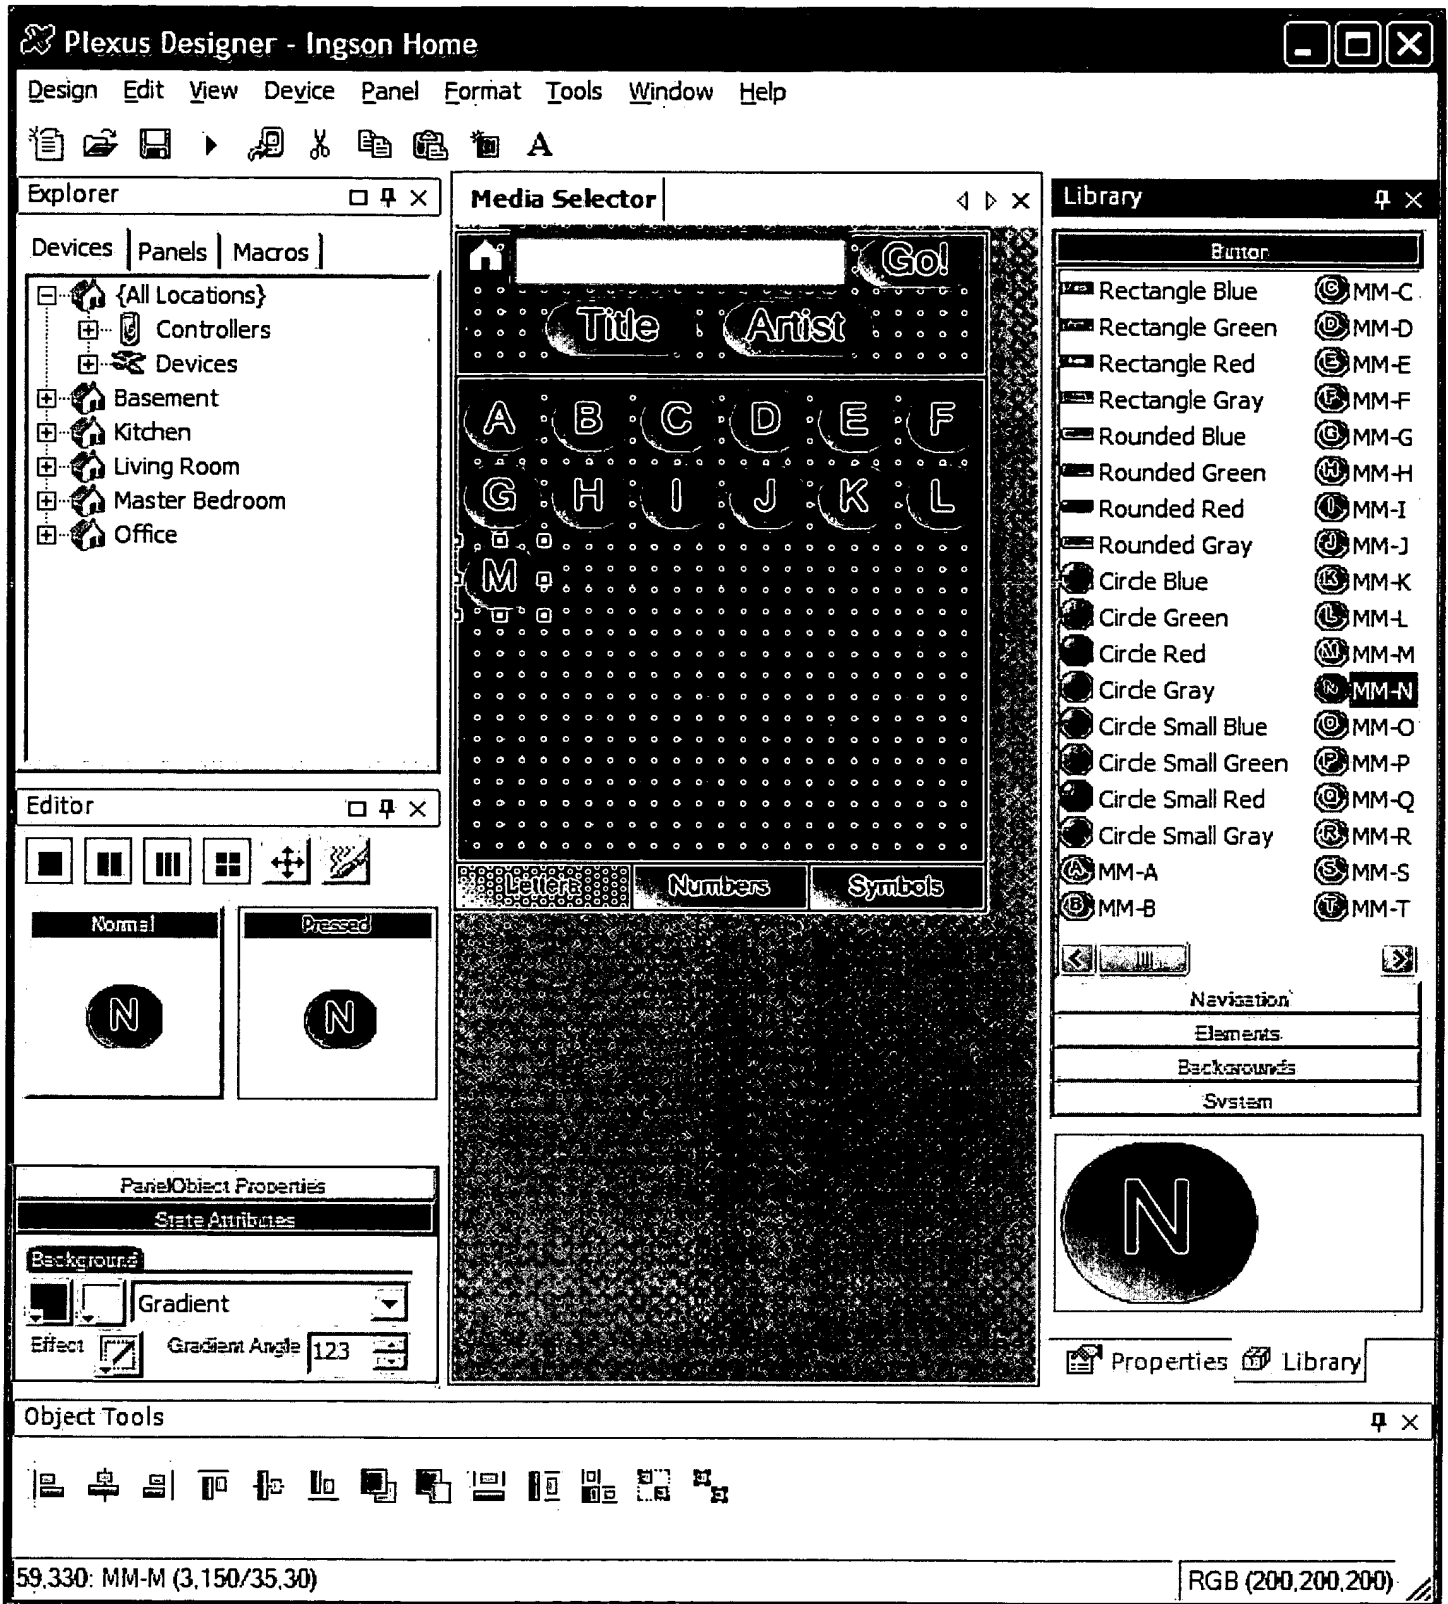 Plexus Designer - Ingson Home
Design Edit View Device Panel Format Tools Window Help
A
Explorer
Devices Panels Macros
{All Locations}
Controllers
Devices
Basement
Kitchen
Living Room
Master Bedroom
Office
Editor
Normal Pressed
N N
PanelObject Properties
State Attributes
Background
Gradient
Effect Gradient Angle 123
Media Selector
Go!
Title Artist
A B C D E F
G H I J K L
M
Letters Numbers Symbols
Library
Button
Rectangle Blue MM-C
Rectangle Green MM-D
Rectangle Red MM-E
Rectangle Gray MM-F
Rounded Blue MM-G
Rounded Green MM-H
Rounded Red MM-I
Rounded Gray MM-J
Circle Blue MM-K
Circle Green MM-L
Circle Red MM-M
Circle Gray MM-N
Circle Small Blue MM-O
Circle Small Green MM-P
Circle Small Red MM-Q
Circle Small Gray MM-R
MM-A MM-S
MM-B MM-T
Navigation
Elements
Backgrounds
System
N
Properties Library
Object Tools
59,330: MM-M (3,150/35,30) RGB (200,200,200)